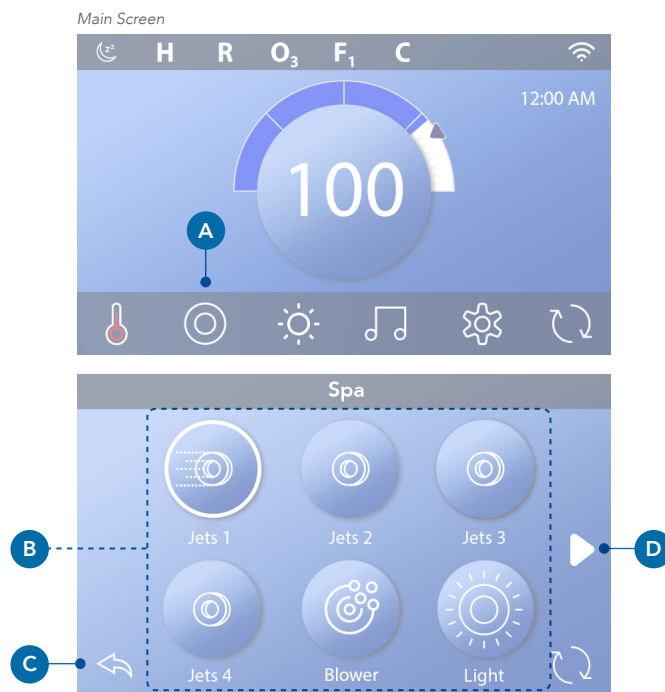 Main Screen
zᶻ H R O₃ F₁ C
12:00 AM
100
A
Spa
Jets 1 Jets 2 Jets 3
B D
Jets 4 Blower Light
C